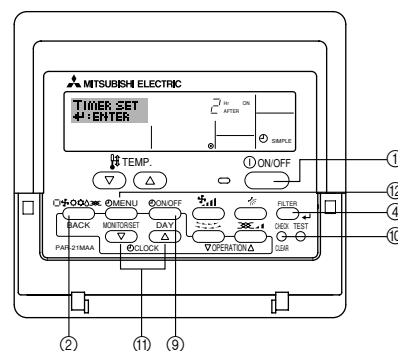 MITSUBISHI ELECTRIC
TIMER SET
↵:ENTER
2 Hr ON
AFTER
SIMPLE
TEMP.
ON/OFF
MENU
ON/OFF
FILTER
BACK
MONITOR/SET
DAY
CHECK TEST
PAR-21MAA
CLOCK
▽OPERATION△
CLEAR
①
⑫
④
⑩
②
⑪
⑨